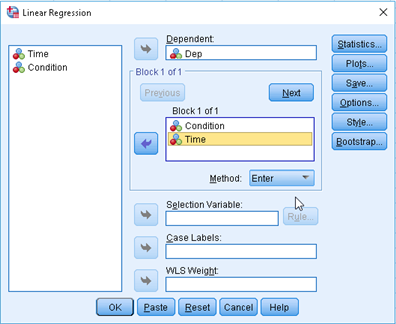 Linear Regression
Time
Condition
Dependent:
Dep
Block 1 of 1
Previous
Next
Block 1 of 1
Condition
Time
Method:
Enter
Selection Variable:
Rule...
Case Labels:
WLS Weight:
Statistics...
Plots...
Save...
Options...
Style...
Bootstrap...
OK
Paste
Reset
Cancel
Help